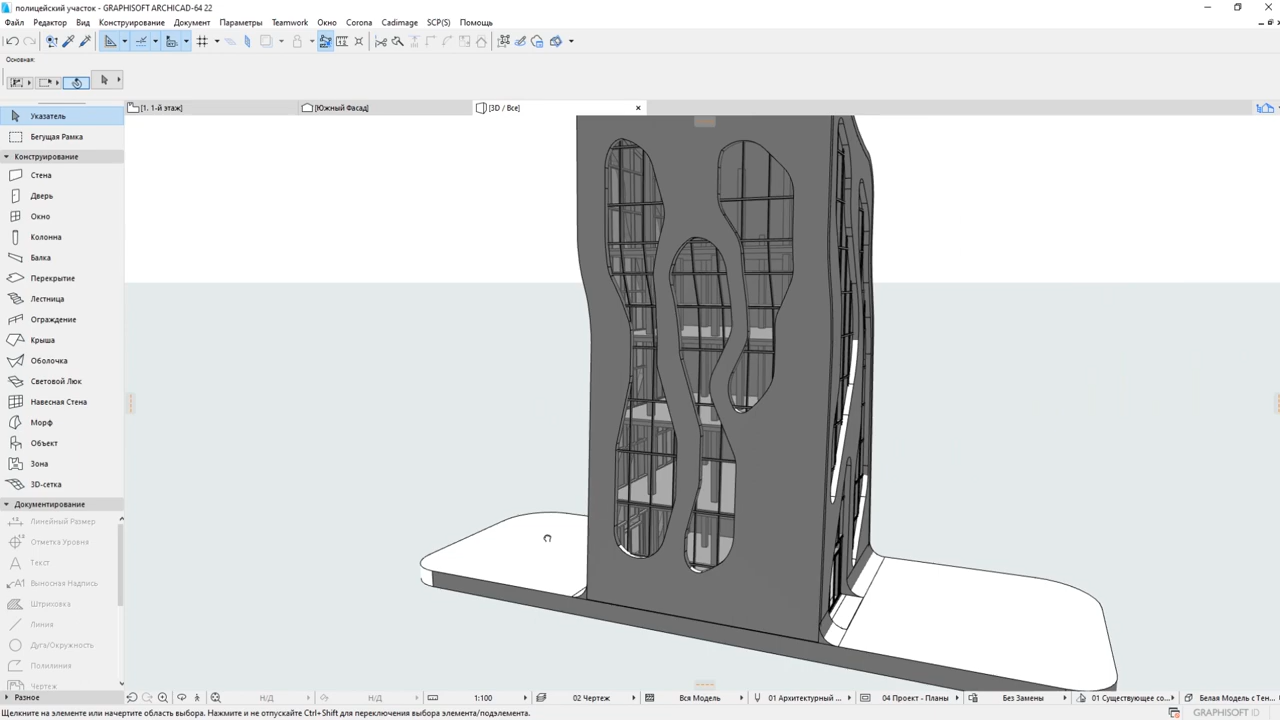 полицейский участок - GRAPHISOFT ARCHICAD-64 22
Файл Редактор Вид Конструирование Документ Параметры Teamwork Окно Corona Cadimage SCP(S) Помощь
Основная:
[1. 1-й этаж] [Южный Фасад] [3D / Все]
Указатель
Бегущая Рамка
Конструирование
Стена
Дверь
Окно
Колонна
Балка
Перекрытие
Лестница
Ограждение
Крыша
Оболочка
Световой Люк
Навесная Стена
Морф
Объект
Зона
3D-сетка
Документирование
Линейный Размер
Отметка Уровня
Текст
Выносная Надпись
Штриховка
Линия
Дуга/Окружность
Полилиния
Чертеж
Разное
Н/Д Н/Д 1:100 02 Чертеж Вся Модель 01 Архитектурный ... 04 Проект - Планы Без Замены 01 Существующее со... Белая Модель с Тен...
Щелкните на элементе или начертите область выбора. Нажмите и не отпускайте Ctrl+Shift для переключения выбора элемента/подэлемента.
GRAPHISOFT ID